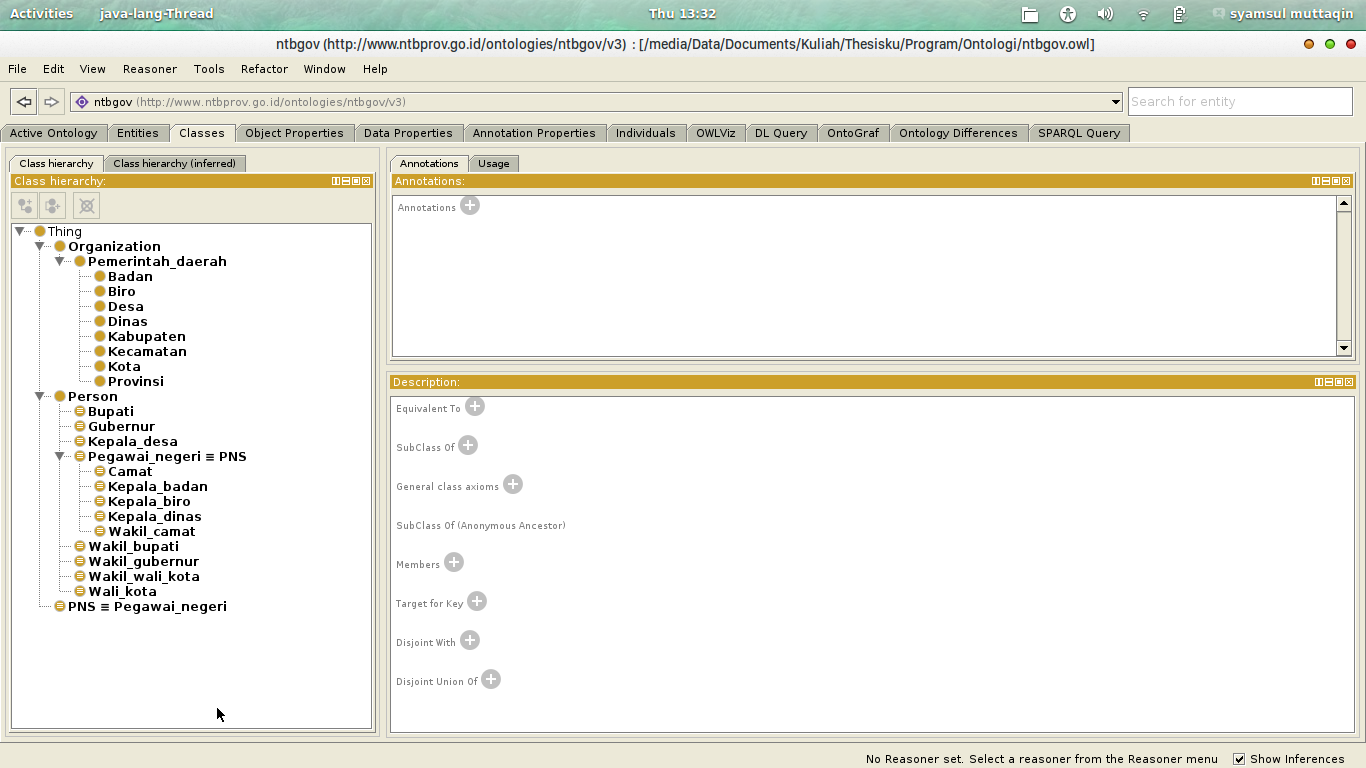 Activities java-lang-Thread Thu 13:32 syamsul muttaqin
ntbgov (http://www.ntbprov.go.id/ontologies/ntbgov/v3) : [/media/Data/Documents/Kuliah/Thesisku/Program/Ontologi/ntbgov.owl]
File Edit View Reasoner Tools Refactor Window Help
ntbgov (http://www.ntbprov.go.id/ontologies/ntbgov/v3) Search for entity
Active Ontology Entities Classes Object Properties Data Properties Annotation Properties Individuals OWLViz DL Query OntoGraf Ontology Differences SPARQL Query
Class hierarchy Class hierarchy (inferred)
Class hierarchy:
Thing
Organization
Pemerintah_daerah
Badan
Biro
Desa
Dinas
Kabupaten
Kecamatan
Kota
Provinsi
Person
Bupati
Gubernur
Kepala_desa
Pegawai_negeri ≡ PNS
Camat
Kepala_badan
Kepala_biro
Kepala_dinas
Wakil_camat
Wakil_bupati
Wakil_gubernur
Wakil_wali_kota
Wali_kota
PNS ≡ Pegawai_negeri
Annotations Usage
Annotations:
Annotations
Description:
Equivalent To
SubClass Of
General class axioms
SubClass Of (Anonymous Ancestor)
Members
Target for Key
Disjoint With
Disjoint Union Of
No Reasoner set. Select a reasoner from the Reasoner menu Show Inferences